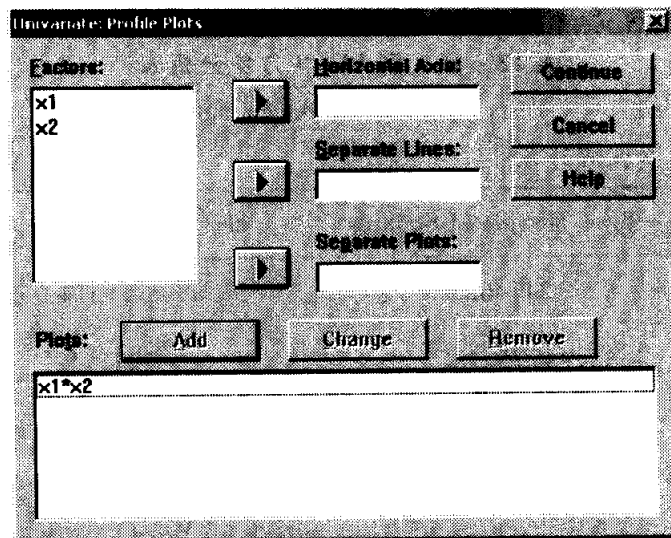 Univariate: Profile Plots
Factors:
x1
x2
Horizontal Axis:
Separate Lines:
Separate Plots:
Continue
Cancel
Help
Plots:
Add
Change
Remove
x1*x2